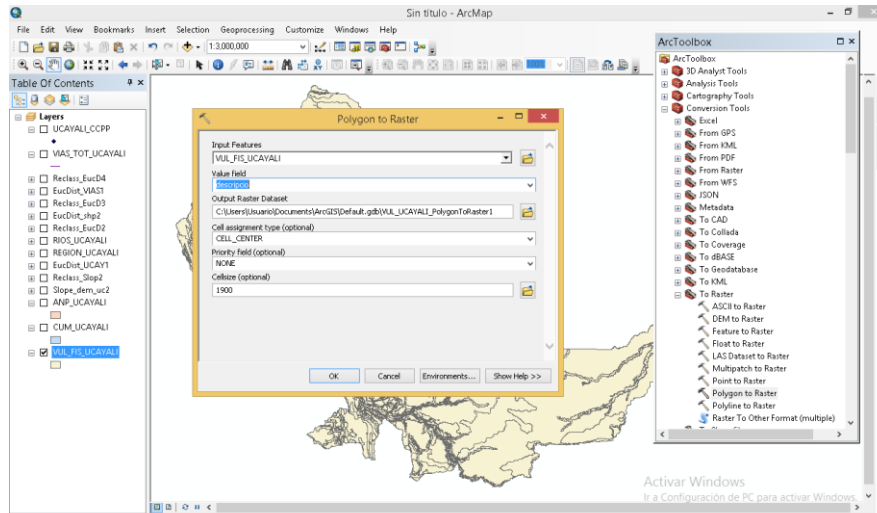 Sin título - ArcMap
File Edit View Bookmarks Insert Selection Geoprocessing Customize Windows Help
1:3,000,000
Table Of Contents
Layers
UCAYALI_CCPP
VIAS_TOT_UCAYALI
Reclass_EucD4
EucDist_VIAS1
Reclass_EucD3
EucDist_shp2
Reclass_EucD2
RIOS_UCAYALI
REGION_UCAYALI
EucDist_UCAY1
Reclass_Slop2
Slope_dem_uc2
ANP_UCAYALI
CUM_UCAYALI
VUL_FIS_UCAYALI
Polygon to Raster
Input Features
VUL_FIS_UCAYALI
Value field
descripcio
Output Raster Dataset
C:\Users\Usuario\Documents\ArcGIS\Default.gdb\VUL_UCAYALI_PolygonToRaster1
Cell assignment type (optional)
CELL_CENTER
Priority field (optional)
NONE
Cellsize (optional)
1900
OK Cancel Environments... Show Help >>
ArcToolbox
ArcToolbox
3D Analyst Tools
Analysis Tools
Cartography Tools
Conversion Tools
Excel
From GPS
From KML
From PDF
From Raster
From WFS
JSON
Metadata
To CAD
To Collada
To Coverage
To dBASE
To Geodatabase
To KML
To Raster
ASCII to Raster
DEM to Raster
Feature to Raster
Float to Raster
LAS Dataset to Raster
Multipatch to Raster
Point to Raster
Polygon to Raster
Polyline to Raster
Raster To Other Format (multiple)
Activar Windows
Ir a Configuración de PC para activar Windows.